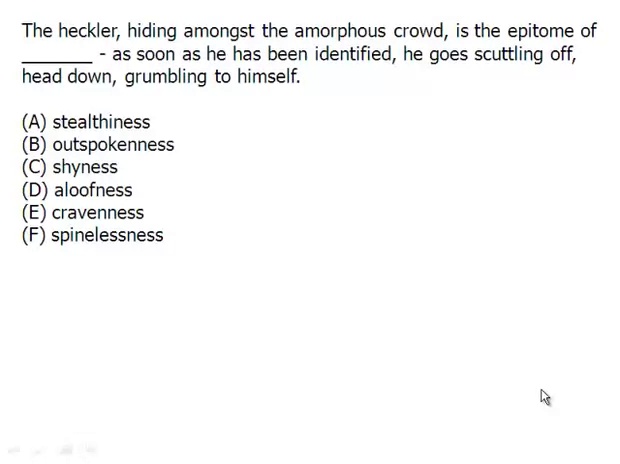 The heckler, hiding amongst the amorphous crowd, is the epitome of
_______ - as soon as he has been identified, he goes scuttling off,
head down, grumbling to himself.
(A) stealthiness
(B) outspokenness
(C) shyness
(D) aloofness
(E) cravenness
(F) spinelessness